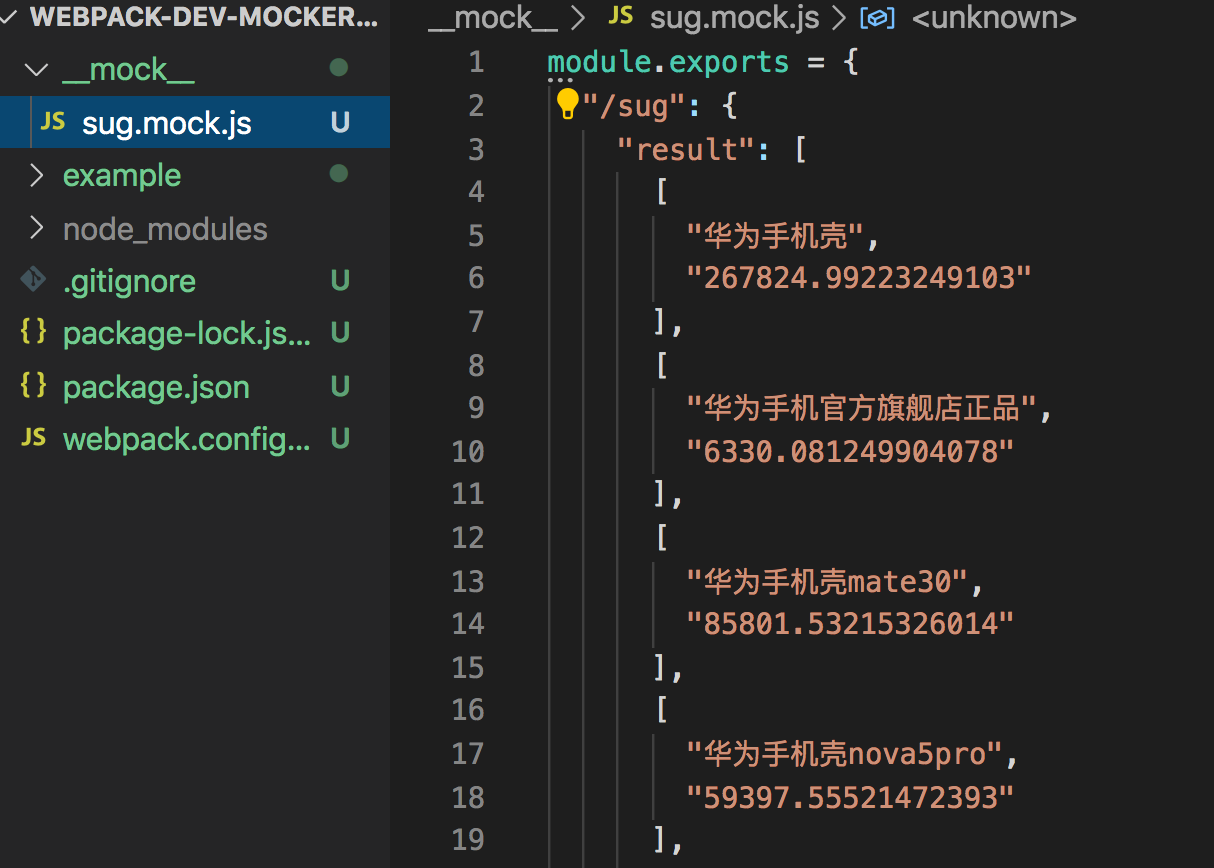 WEBPACK-DEV-MOCKER...
__mock__
JS sug.mock.js U
example
node_modules
.gitignore U
{} package-lock.js... U
{} package.json U
JS webpack.config... U
__mock__ > JS sug.mock.js > <unknown>
1 module.exports = {
2 "/sug": {
3 "result": [
4 [
5 "华为手机壳",
6 "267824.99223249103"
7 ],
8 [
9 "华为手机官方旗舰店正品",
10 "6330.081249904078"
11 ],
12 [
13 "华为手机壳mate30",
14 "85801.53215326014"
15 ],
16 [
17 "华为手机壳nova5pro",
18 "59397.55521472393"
19 ],